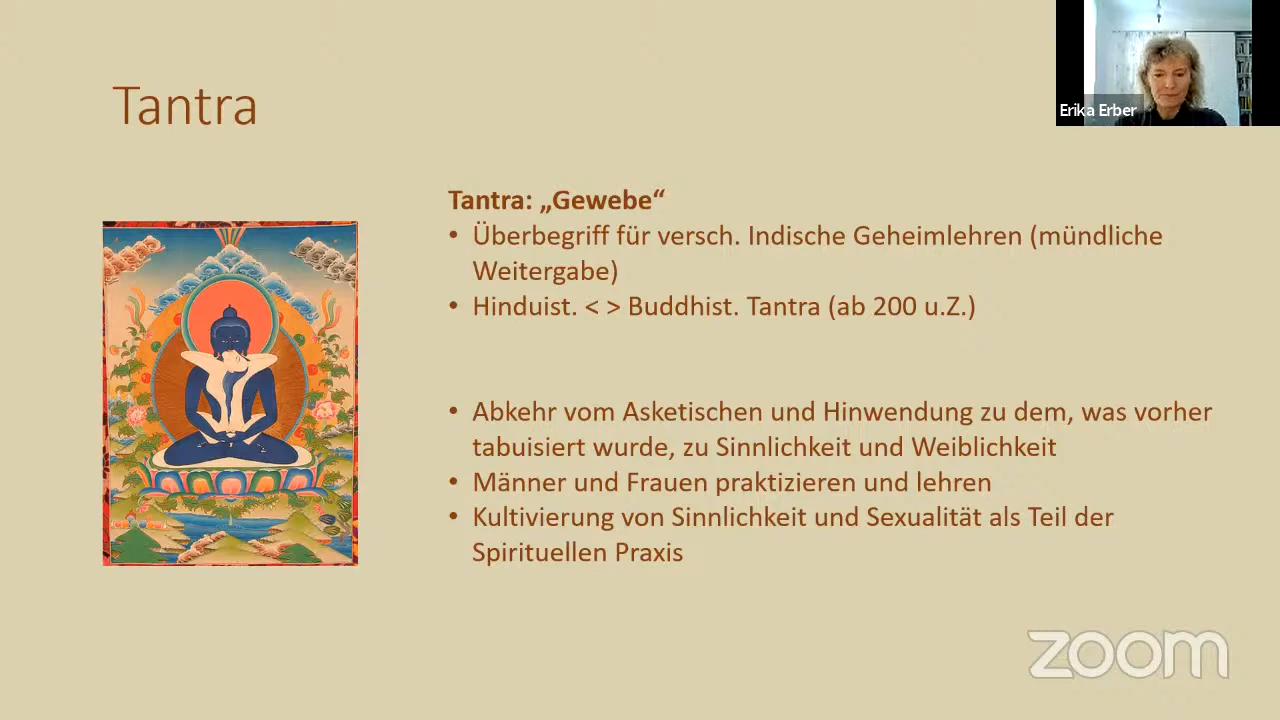 Tantra
Erika Erber
Tantra: „Gewebe“
• Überbegriff für versch. Indische Geheimlehren (mündliche
Weitergabe)
• Hinduist. < > Buddhist. Tantra (ab 200 u.Z.)
• Abkehr vom Asketischen und Hinwendung zu dem, was vorher
tabuisiert wurde, zu Sinnlichkeit und Weiblichkeit
• Männer und Frauen praktizieren und lehren
• Kultivierung von Sinnlichkeit und Sexualität als Teil der
Spirituellen Praxis
zoom